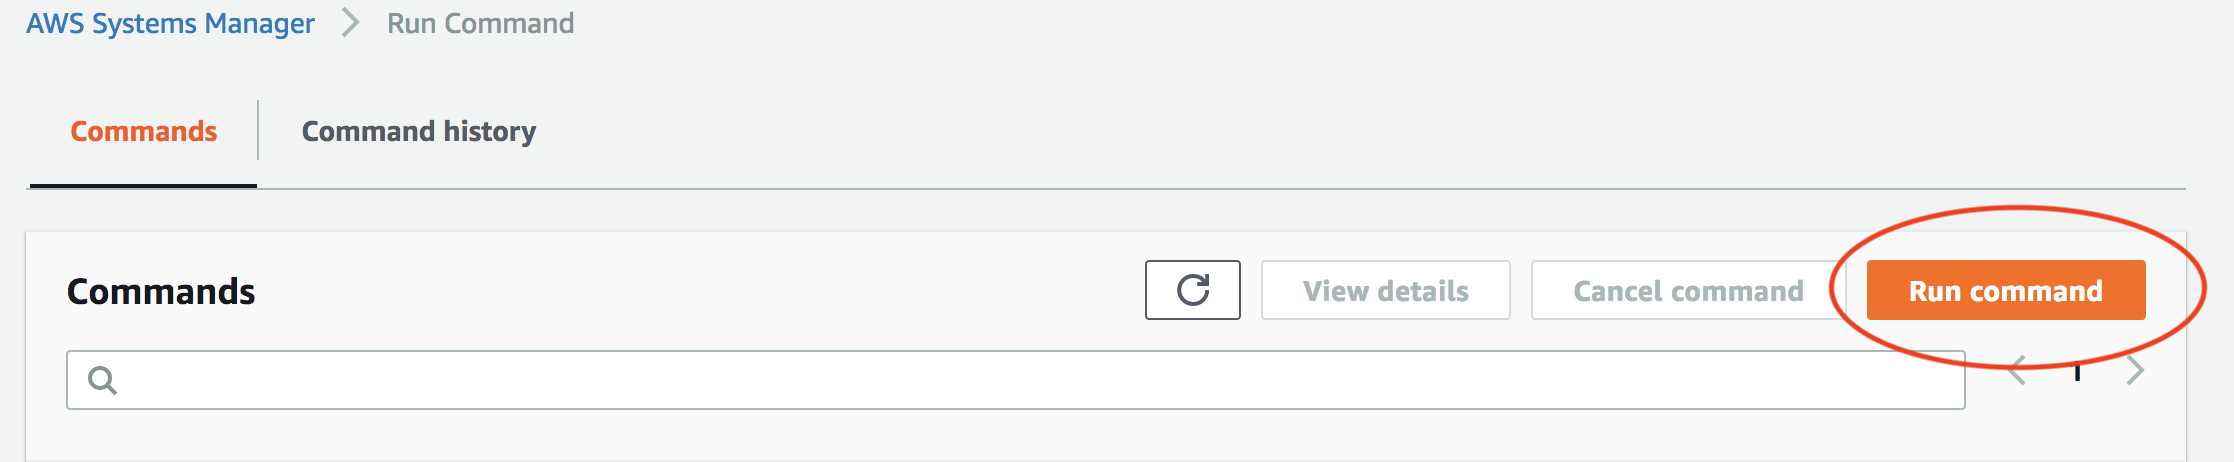 AWS Systems Manager > Run Command
Commands Command history
Commands View details Cancel command Run command
1